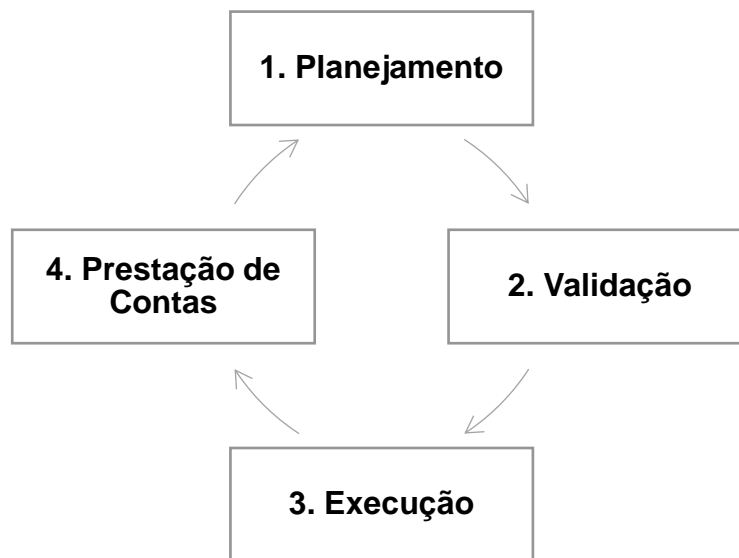 1. Planejamento
2. Validação
3. Execução
4. Prestação de
Contas